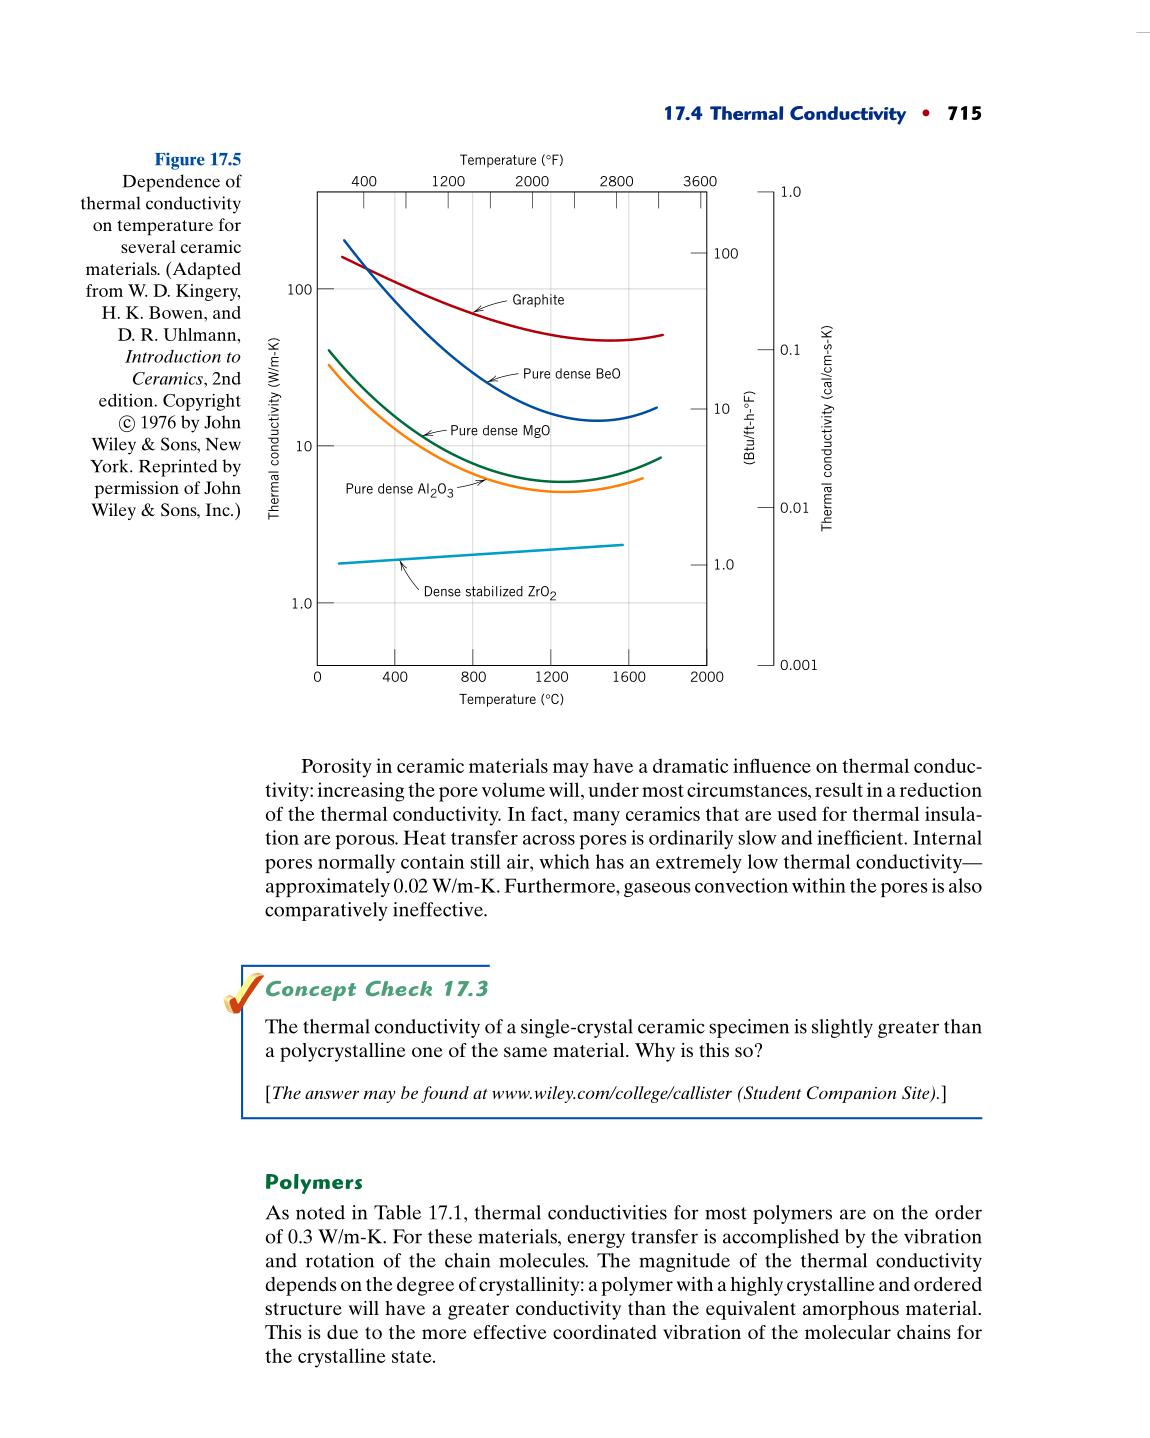 17.4 Thermal Conductivity • 715
Figure 17.5
Dependence of
thermal conductivity
on temperature for
several ceramic
materials. (Adapted
from W. D. Kingery,
H. K. Bowen, and
D. R. Uhlmann,
Introduction to
Ceramics, 2nd
edition. Copyright
© 1976 by John
Wiley & Sons, New
York. Reprinted by
permission of John
Wiley & Sons, Inc.)
Temperature (°F)
400 1200 2000 2800 3600
1.0
100
100
Graphite
0.1
Pure dense BeO
10
Pure dense MgO
10
Pure dense Al2O3
0.01
1.0
Dense stabilized ZrO2
1.0
0.001
Thermal conductivity (W/m-K)
(Btu/ft-h-°F)
Thermal conductivity (cal/cm-s-K)
0 400 800 1200 1600 2000
Temperature (°C)
Porosity in ceramic materials may have a dramatic influence on thermal conduc-
tivity: increasing the pore volume will, under most circumstances, result in a reduction
of the thermal conductivity. In fact, many ceramics that are used for thermal insula-
tion are porous. Heat transfer across pores is ordinarily slow and inefficient. Internal
pores normally contain still air, which has an extremely low thermal conductivity—
approximately 0.02 W/m-K. Furthermore, gaseous convection within the pores is also
comparatively ineffective.
Concept Check 17.3
The thermal conductivity of a single-crystal ceramic specimen is slightly greater than
a polycrystalline one of the same material. Why is this so?
[The answer may be found at www.wiley.com/college/callister (Student Companion Site).]
Polymers
As noted in Table 17.1, thermal conductivities for most polymers are on the order
of 0.3 W/m-K. For these materials, energy transfer is accomplished by the vibration
and rotation of the chain molecules. The magnitude of the thermal conductivity
depends on the degree of crystallinity: a polymer with a highly crystalline and ordered
structure will have a greater conductivity than the equivalent amorphous material.
This is due to the more effective coordinated vibration of the molecular chains for
the crystalline state.